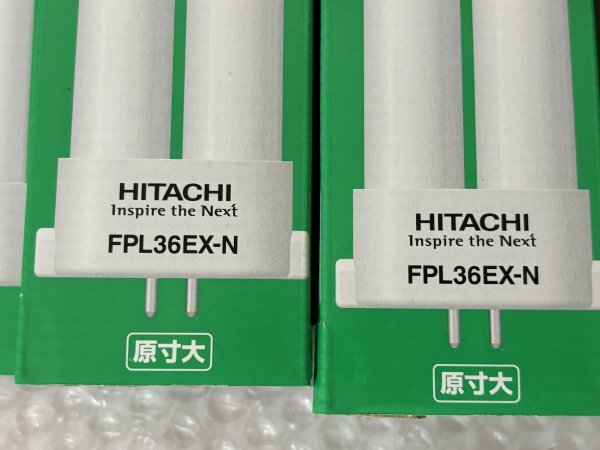 HITACHI
Inspire the Next
FPL36EX-N
原寸大
HITACHI
Inspire the Next
FPL36EX-N
原寸大